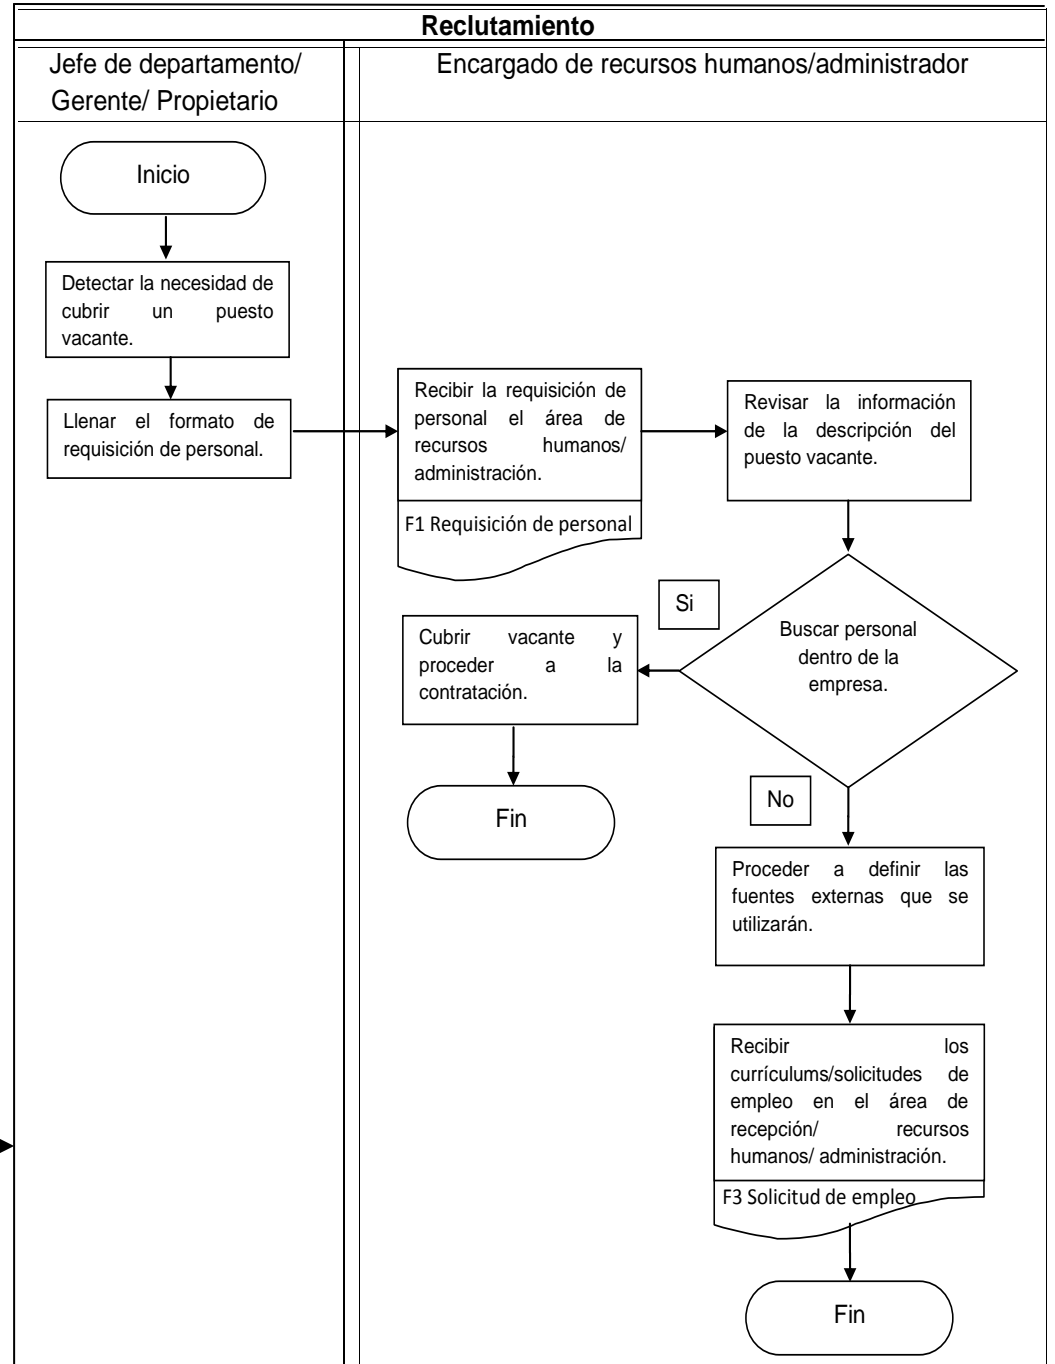 Reclutamiento
Jefe de departamento/
Gerente/ Propietario
Encargado de recursos humanos/administrador
Inicio
Detectar la necesidad de
cubrir un puesto
vacante.
Llenar el formato de
requisición de personal.
Recibir la requisición de
personal el área de
recursos humanos/
administración.
F1 Requisición de personal
Revisar la información
de la descripción del
puesto vacante.
Buscar personal
dentro de la
empresa.
Si
Cubrir vacante y
proceder a la
contratación.
Fin
No
Proceder a definir las
fuentes externas que se
utilizarán.
Recibir los
currículums/solicitudes de
empleo en el área de
recepción/ recursos
humanos/ administración.
F3 Solicitud de empleo
Fin